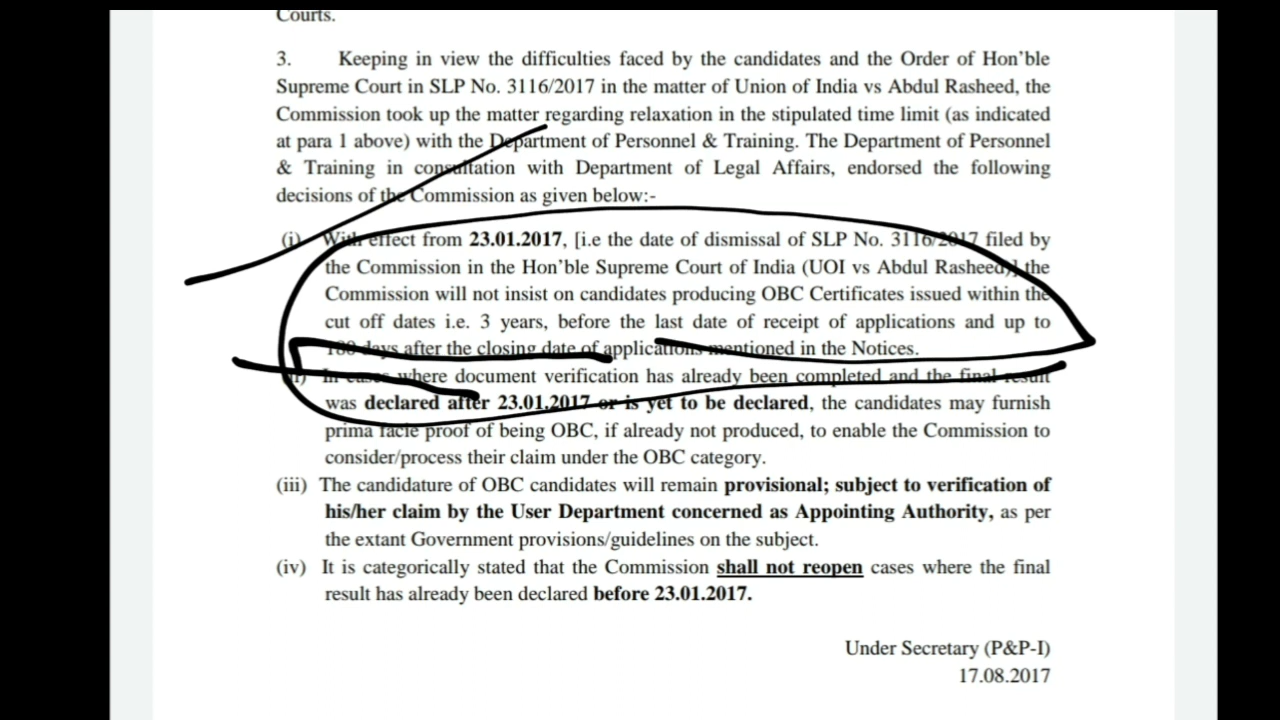 Courts.
3. Keeping in view the difficulties faced by the candidates and the Order of Hon'ble
Supreme Court in SLP No. 3116/2017 in the matter of Union of India vs Abdul Rasheed, the
Commission took up the matter regarding relaxation in the stipulated time limit (as indicated
at para 1 above) with the Department of Personnel & Training. The Department of Personnel
& Training in consultation with Department of Legal Affairs, endorsed the following
decisions of the Commission as given below:-
(i) With effect from 23.01.2017, [i.e the date of dismissal of SLP No. 3116/2017 filed by
the Commission in the Hon'ble Supreme Court of India (UOI vs Abdul Rasheed)] the
Commission will not insist on candidates producing OBC Certificates issued within the
cut off dates i.e. 3 years, before the last date of receipt of applications and up to
180 days after the closing date of applications mentioned in the Notices.
(ii) In cases where document verification has already been completed and the final result
was declared after 23.01.2017 or is yet to be declared, the candidates may furnish
prima facie proof of being OBC, if already not produced, to enable the Commission to
consider/process their claim under the OBC category.
(iii) The candidature of OBC candidates will remain provisional; subject to verification of
his/her claim by the User Department concerned as Appointing Authority, as per
the extant Government provisions/guidelines on the subject.
(iv) It is categorically stated that the Commission shall not reopen cases where the final
result has already been declared before 23.01.2017.
Under Secretary (P&P-I)
17.08.2017